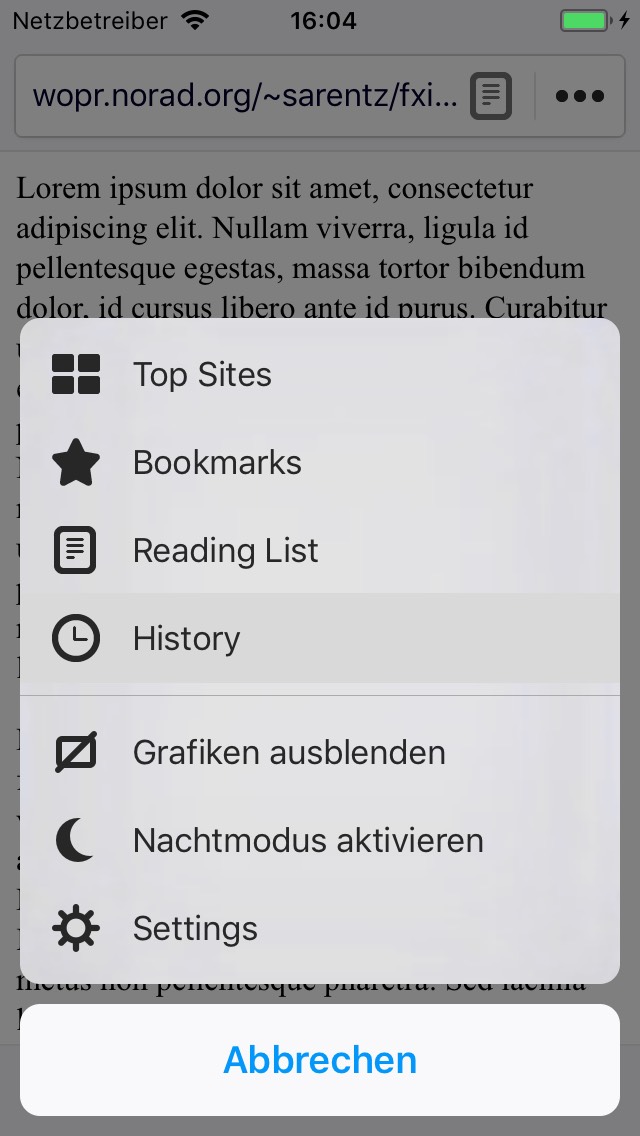 Netzbetreiber 16:04
wopr.norad.org/~sarentz/fxi...
Lorem ipsum dolor sit amet, consectetur
adipiscing elit. Nullam viverra, ligula id
pellentesque egestas, massa tortor bibendum
dolor, id cursus libero ante id purus. Curabitur
Top Sites
Bookmarks
Reading List
History
Grafiken ausblenden
Nachtmodus aktivieren
Settings
metus non pellentesque pharetra. Sed lacinia
Abbrechen